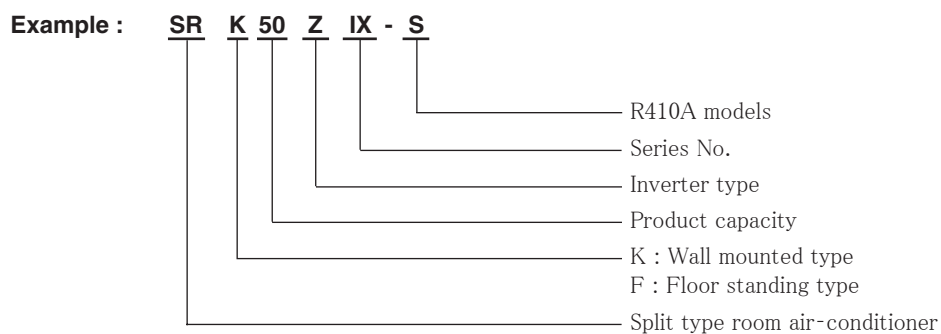 Example : SR K 50 Z IX - S
R410A models
Series No.
Inverter type
Product capacity
K : Wall mounted type
F : Floor standing type
Split type room air-conditioner